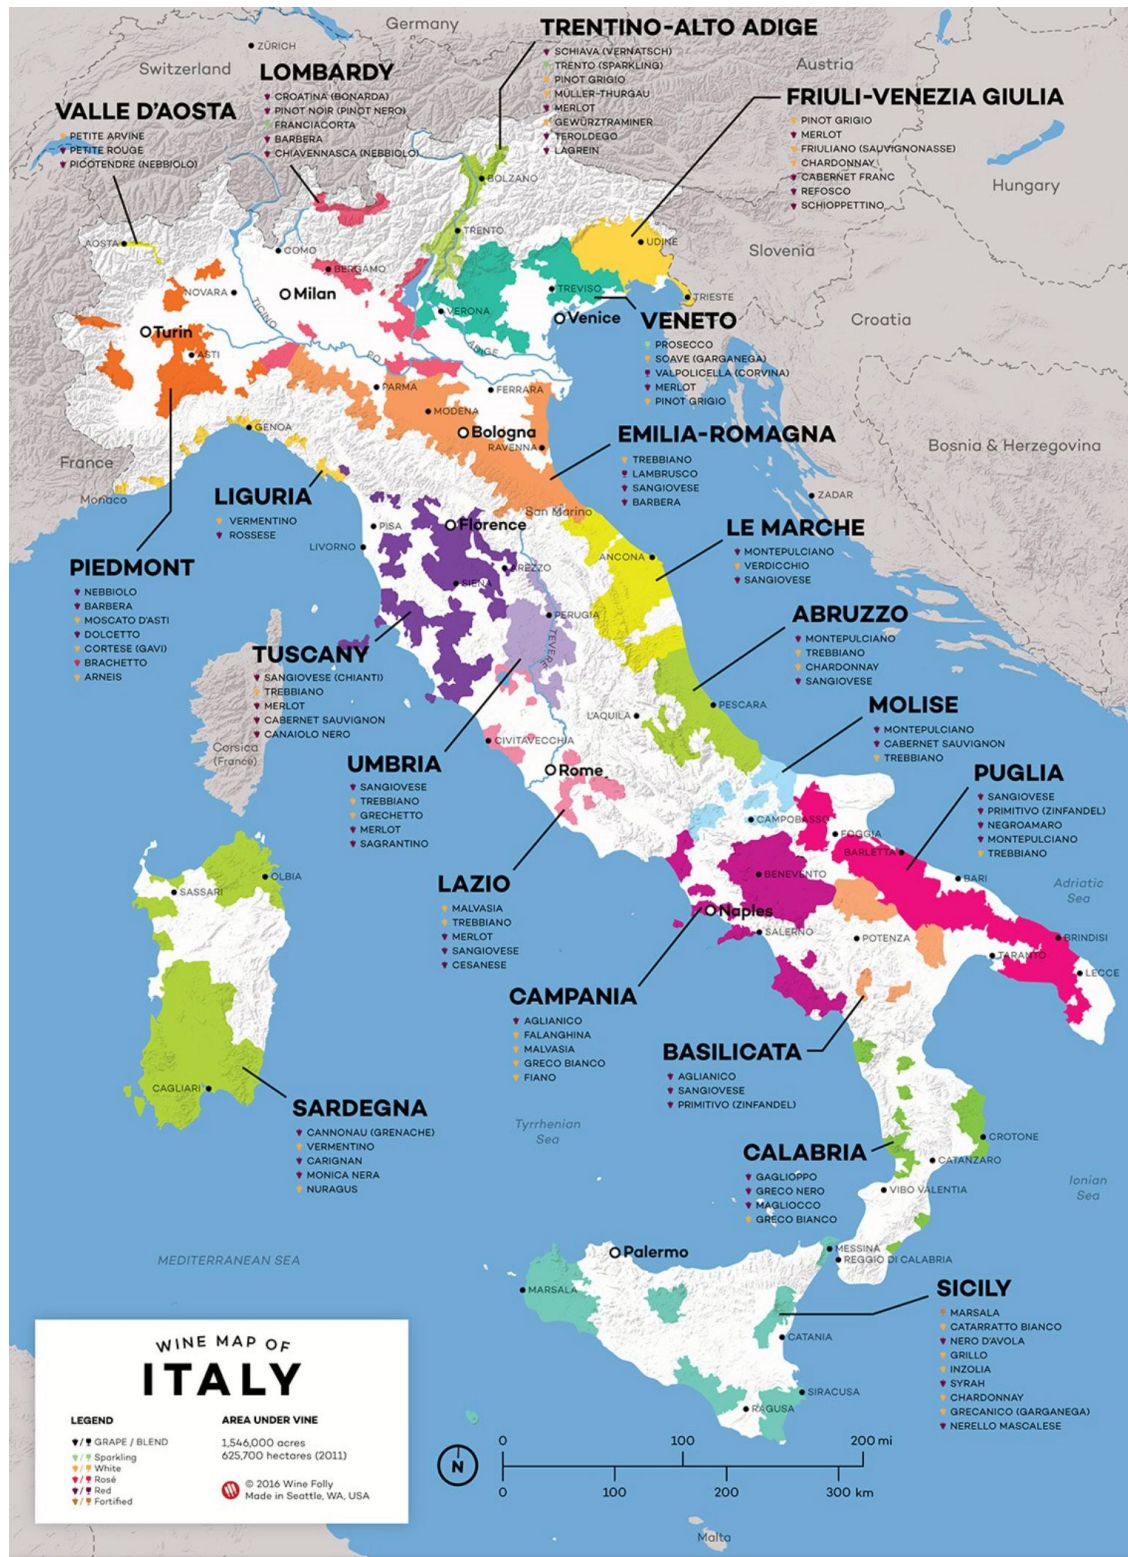 Germany
ZÜRICH
Switzerland
Austria
Hungary
Slovenia
Croatia
Bosnia & Herzegovina
France
Monaco
San Marino
Corsica
(France)
Malta
TRENTINO-ALTO ADIGE
SCHIAVA (VERNATSCH)
TRENTO (SPARKLING)
PINOT GRIGIO
MÜLLER-THURGAU
MERLOT
GEWÜRZTRAMINER
TEROLDEGO
LAGREIN
LOMBARDY
CROATINA (BONARDA)
PINOT NOIR (PINOT NERO)
FRANCIACORTA
BARBERA
CHIAVENNASCA (NEBBIOLO)
VALLE D'AOSTA
PETITE ARVINE
PETITE ROUGE
PICOTENDRE (NEBBIOLO)
FRIULI-VENEZIA GIULIA
PINOT GRIGIO
MERLOT
FRIULIANO (SAUVIGNONASSE)
CHARDONNAY
CABERNET FRANC
REFOSCO
SCHIOPPETTINO
BOLZANO
TRENTO
AOSTA
COMO
BERGAMO
UDINE
NOVARA
Milan
TICINO
VERONA
TREVISO
TRIESTE
Venice
Turin
ASTI
PO
ADIGE
VENETO
PROSECCO
SOAVE (GARGANEGA)
VALPOLICELLA (CORVINA)
MERLOT
PINOT GRIGIO
PARMA
FERRARA
MODENA
Bologna
RAVENNA
GENOA
EMILIA-ROMAGNA
TREBBIANO
LAMBRUSCO
SANGIOVESE
BARBERA
LIGURIA
VERMENTINO
ROSSESE
ZADAR
PISA
Florence
LIVORNO
AREZZO
SIENA
ANCONA
PERUGIA
TEVERE
LE MARCHE
MONTEPULCIANO
VERDICCHIO
SANGIOVESE
PIEDMONT
NEBBIOLO
BARBERA
MOSCATO D'ASTI
DOLCETTO
CORTESE (GAVI)
BRACHETTO
ARNEIS
ABRUZZO
MONTEPULCIANO
TREBBIANO
CHARDONNAY
SANGIOVESE
TUSCANY
SANGIOVESE (CHIANTI)
TREBBIANO
MERLOT
CABERNET SAUVIGNON
CANAIOLO NERO
L'AQUILA
PESCARA
CIVITAVECCHIA
Rome
MOLISE
MONTEPULCIANO
CABERNET SAUVIGNON
TREBBIANO
UMBRIA
SANGIOVESE
TREBBIANO
GRECHETTO
MERLOT
SAGRANTINO
PUGLIA
SANGIOVESE
PRIMITIVO (ZINFANDEL)
NEGROAMARO
MONTEPULCIANO
TREBBIANO
CAMPOBASSO
FOGGIA
BARLETTA
BARI
BENEVENTO
Naples
SALERNO
POTENZA
TARANTO
BRINDISI
LECCE
Adriatic
Sea
OLBIA
SASSARI
CAGLIARI
LAZIO
MALVASIA
TREBBIANO
MERLOT
SANGIOVESE
CESANESE
CAMPANIA
AGLIANICO
FALANGHINA
MALVASIA
GRECO BIANCO
FIANO
BASILICATA
AGLIANICO
SANGIOVESE
PRIMITIVO (ZINFANDEL)
SARDEGNA
CANNONAU (GRENACHE)
VERMENTINO
CARIGNAN
MONICA NERA
NURAGUS
Tyrrhenian
Sea
CALABRIA
GAGLIOPPO
GRECO NERO
MAGLIOCCO
GRECO BIANCO
CROTONE
CATANZARO
VIBO VALENTIA
Ionian
Sea
MEDITERRANEAN SEA
Palermo
MESSINA
REGGIO DI CALABRIA
MARSALA
CATANIA
SIRACUSA
RAGUSA
SICILY
MARSALA
CATARRATTO BIANCO
NERO D'AVOLA
GRILLO
INZOLIA
SYRAH
CHARDONNAY
GRECANICO (GARGANEGA)
NERELLO MASCALESE
WINE MAP OF
ITALY
LEGEND
GRAPE / BLEND
Sparkling
White
Rosé
Red
Fortified
AREA UNDER VINE
1,546,000 acres
625,700 hectares (2011)
© 2016 Wine Folly
Made in Seattle, WA, USA
N
0 100 200 mi
0 100 200 300 km